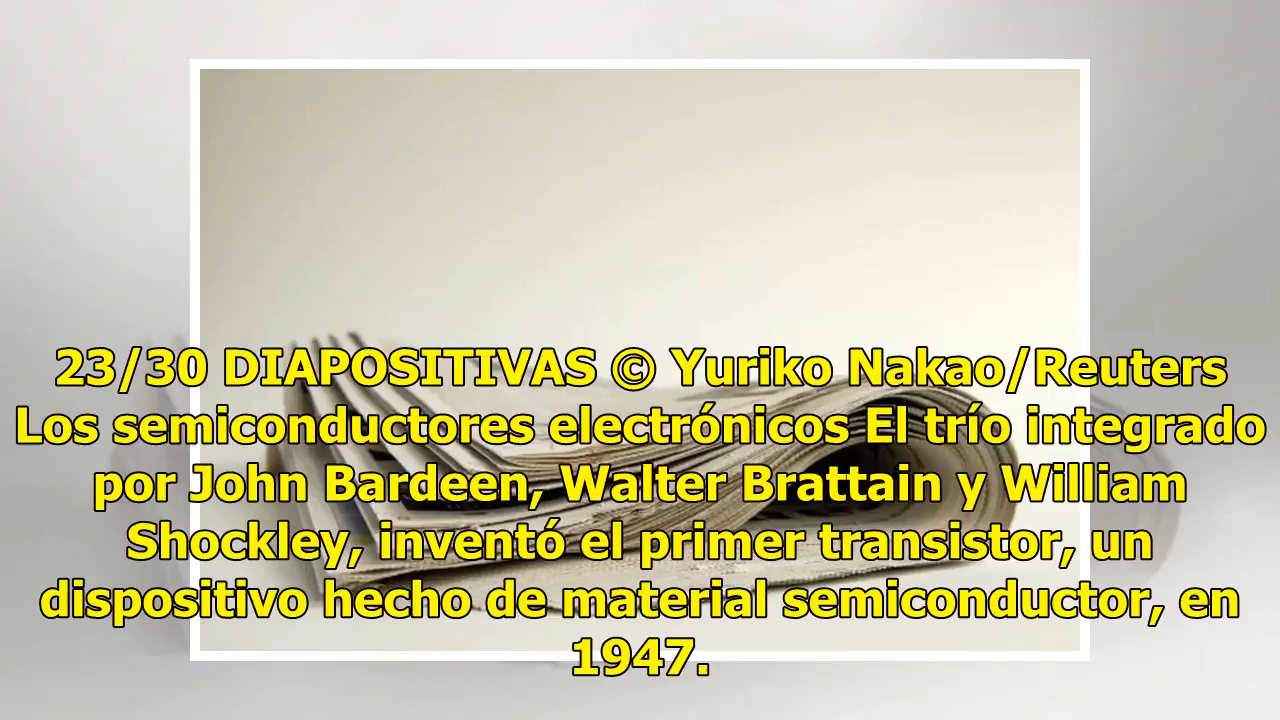 23/30 DIAPOSITIVAS © Yuriko Nakao/Reuters
Los semiconductores electrónicos El trío integrado
por John Bardeen, Walter Brattain y William
Shockley, inventó el primer transistor, un
dispositivo hecho de material semiconductor, en
1947.